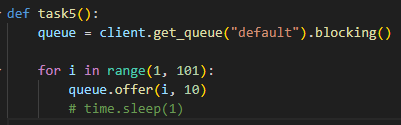 def task5():
    queue = client.get_queue("default").blocking()
    for i in range(1, 101):
        queue.offer(i, 10)
        # time.sleep(1)